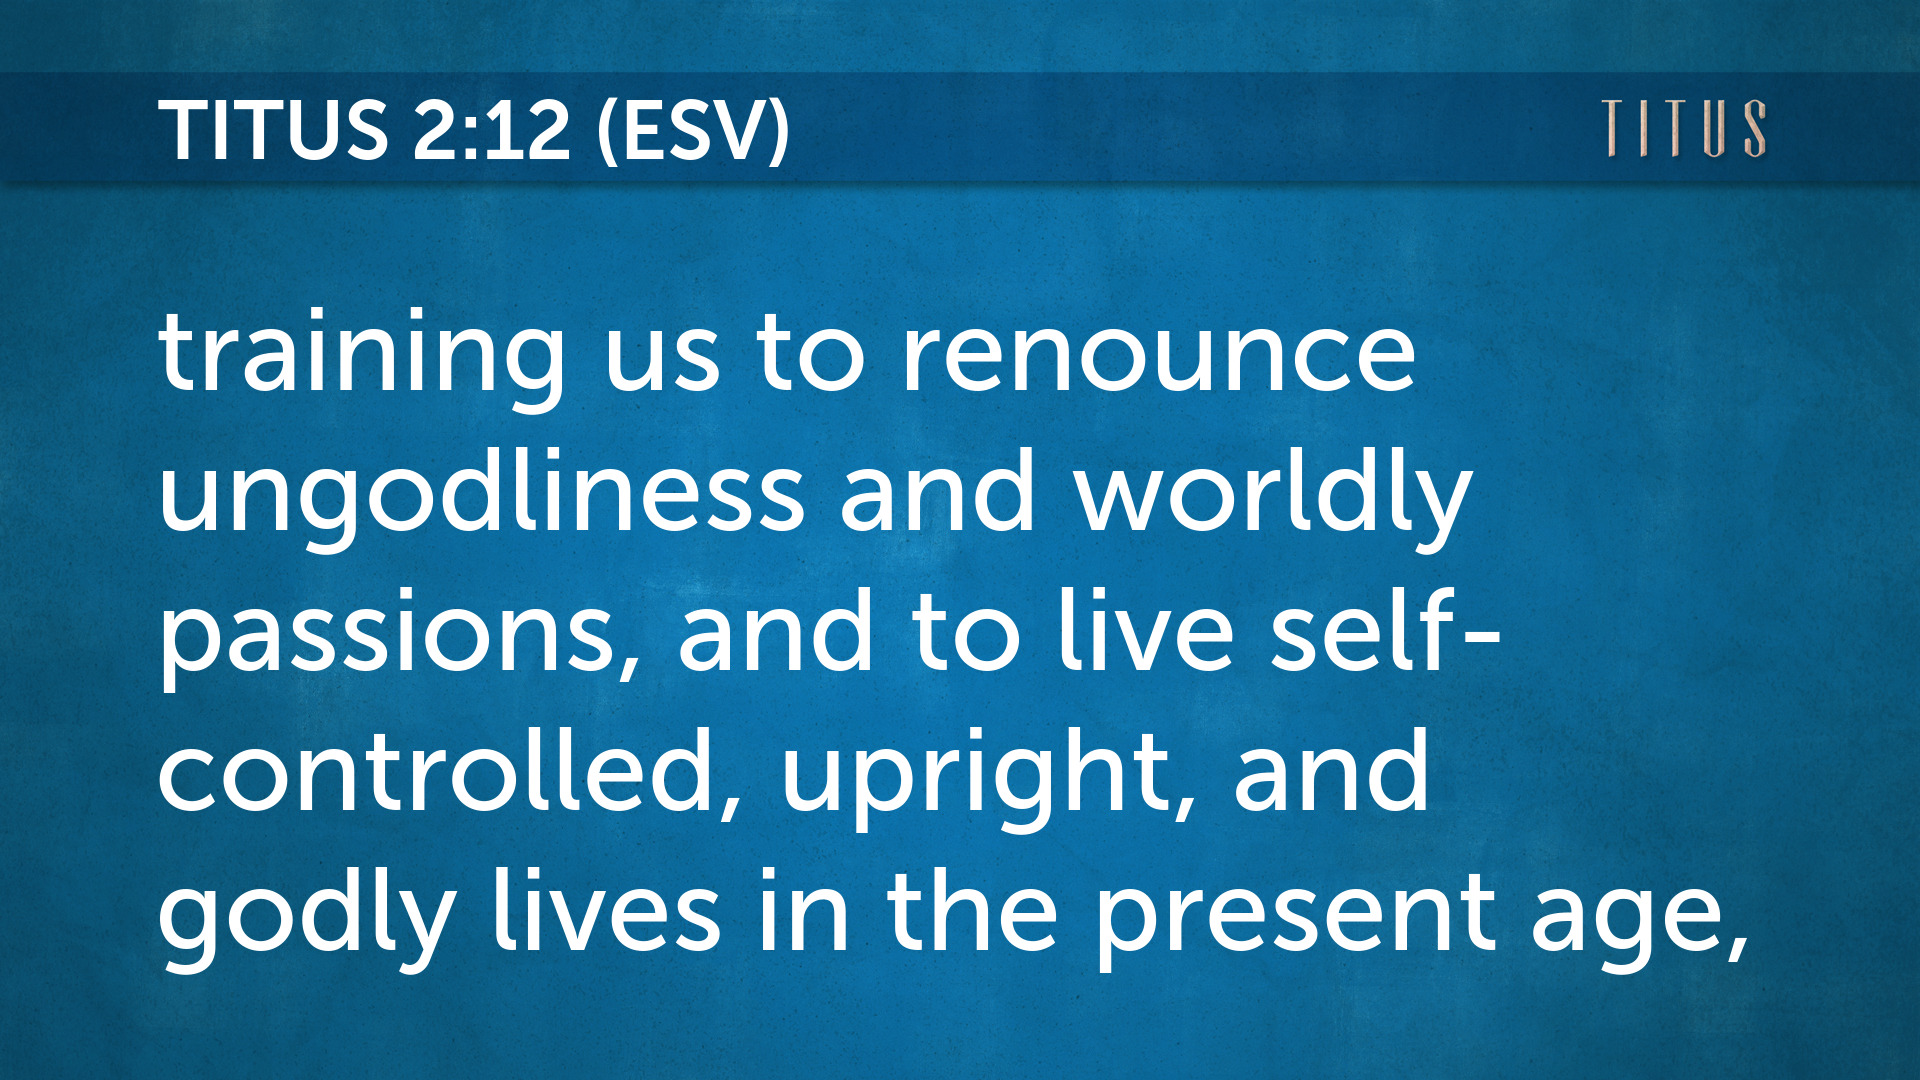 TITUS 2:12 (ESV)
TITUS
training us to renounce
ungodliness and worldly
passions, and to live self-
controlled, upright, and
godly lives in the present age,